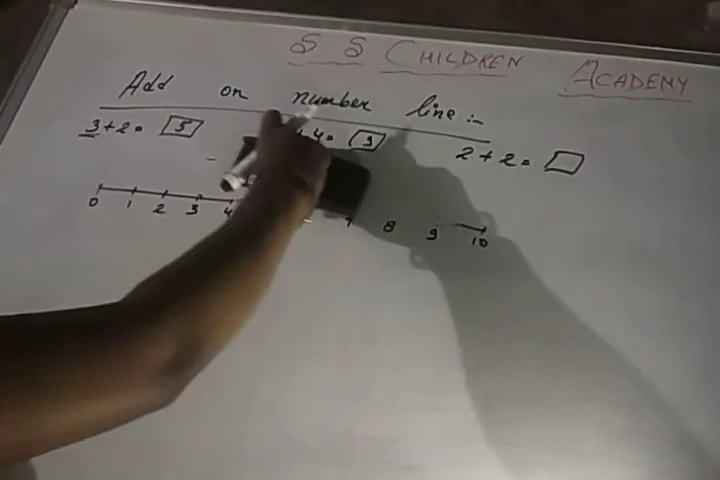 S S CHILDREN ACADEMY
Add on number line :-
3+2= 5 + 4= 9 2+2=
0 1 2 3 4 8 9 10